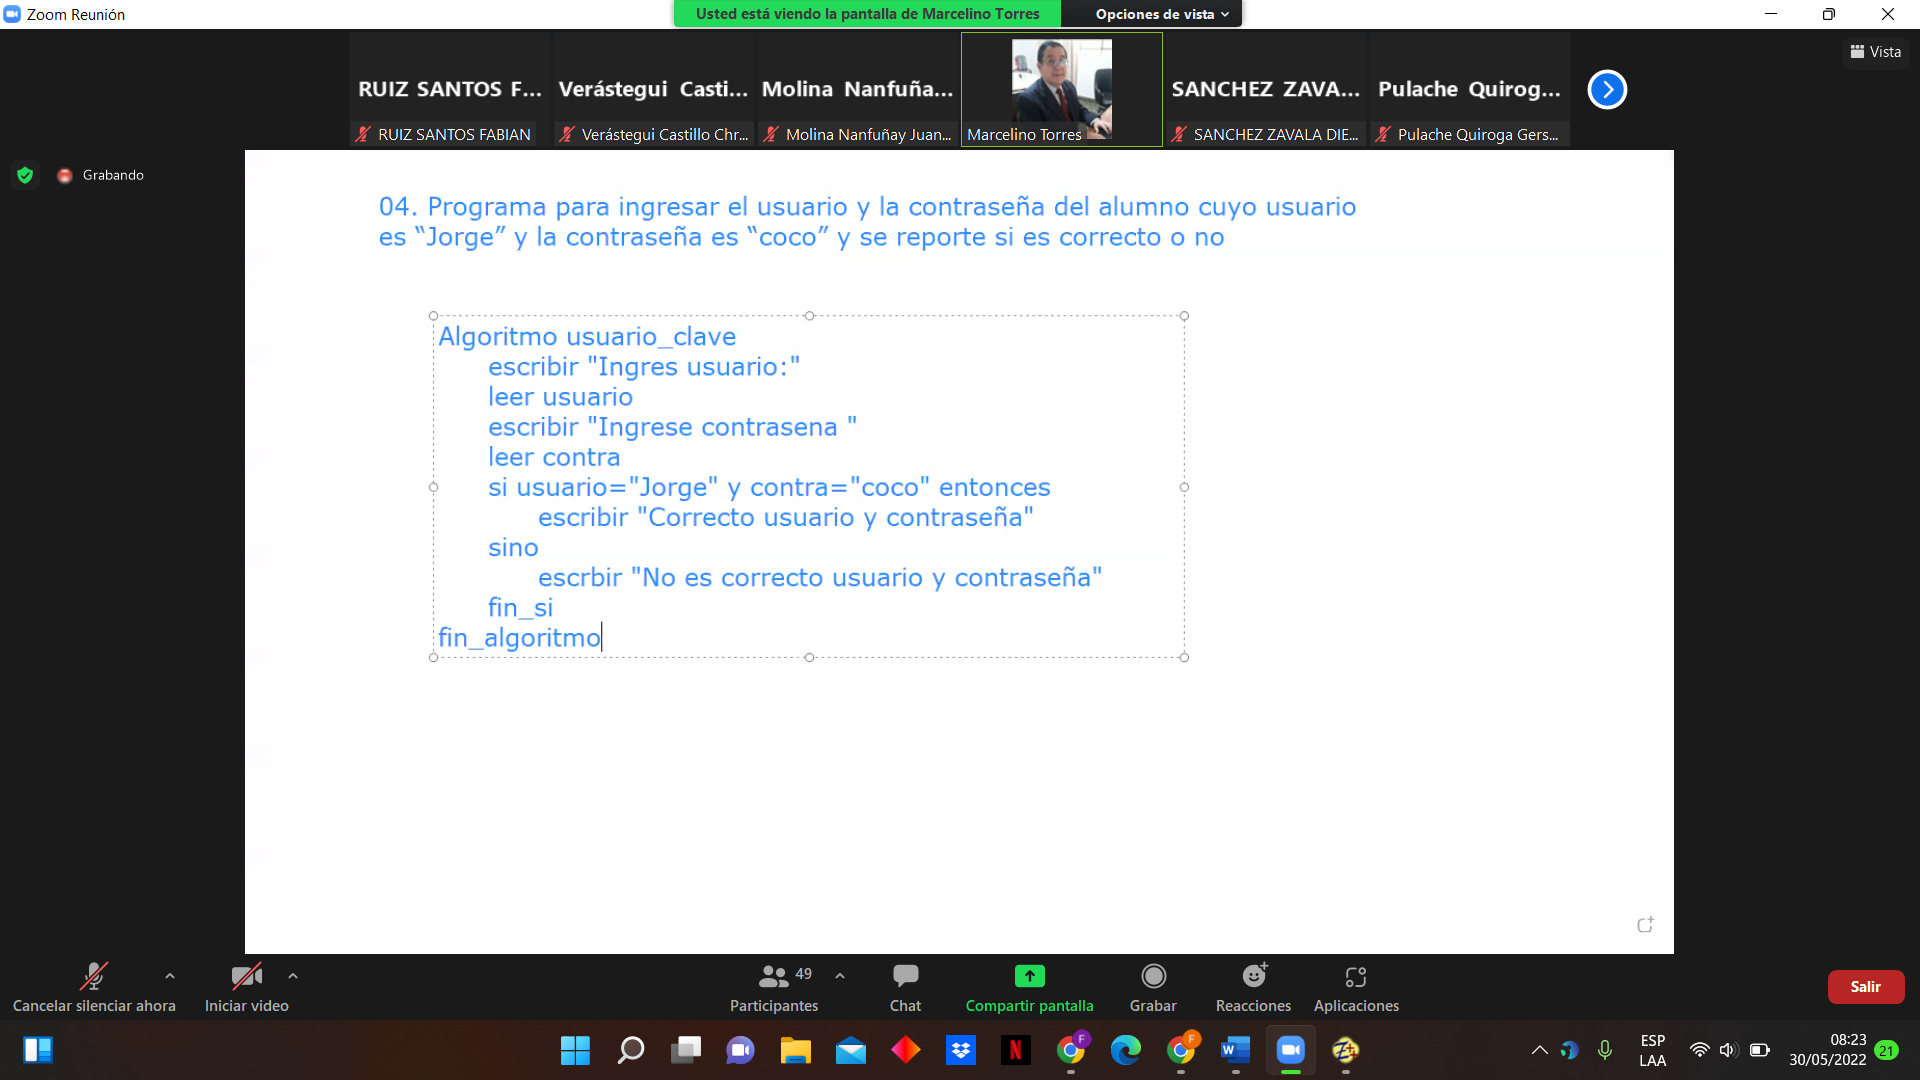 Zoom Reunión
Usted está viendo la pantalla de Marcelino Torres
Opciones de vista
Vista
RUIZ SANTOS F...
Verástegui Casti...
Molina Nanfuña...
SANCHEZ ZAVA...
Pulache Quirog...
RUIZ SANTOS FABIAN
Verástegui Castillo Chr...
Molina Nanfuñay Juan...
Marcelino Torres
SANCHEZ ZAVALA DIE...
Pulache Quiroga Gers...
Grabando
04. Programa para ingresar el usuario y la contraseña del alumno cuyo usuario
es “Jorge” y la contraseña es “coco” y se reporte si es correcto o no
Algoritmo usuario_clave
escribir "Ingres usuario:"
leer usuario
escribir "Ingrese contrasena "
leer contra
si usuario="Jorge" y contra="coco" entonces
escribir "Correcto usuario y contraseña"
sino
escrbir "No es correcto usuario y contraseña"
fin_si
fin_algoritmo
Cancelar silenciar ahora
Iniciar video
49
Participantes
Chat
Compartir pantalla
Grabar
Reacciones
Aplicaciones
Salir
F
N
F
W
Z
ESP
LAA
08:23
30/05/2022
21